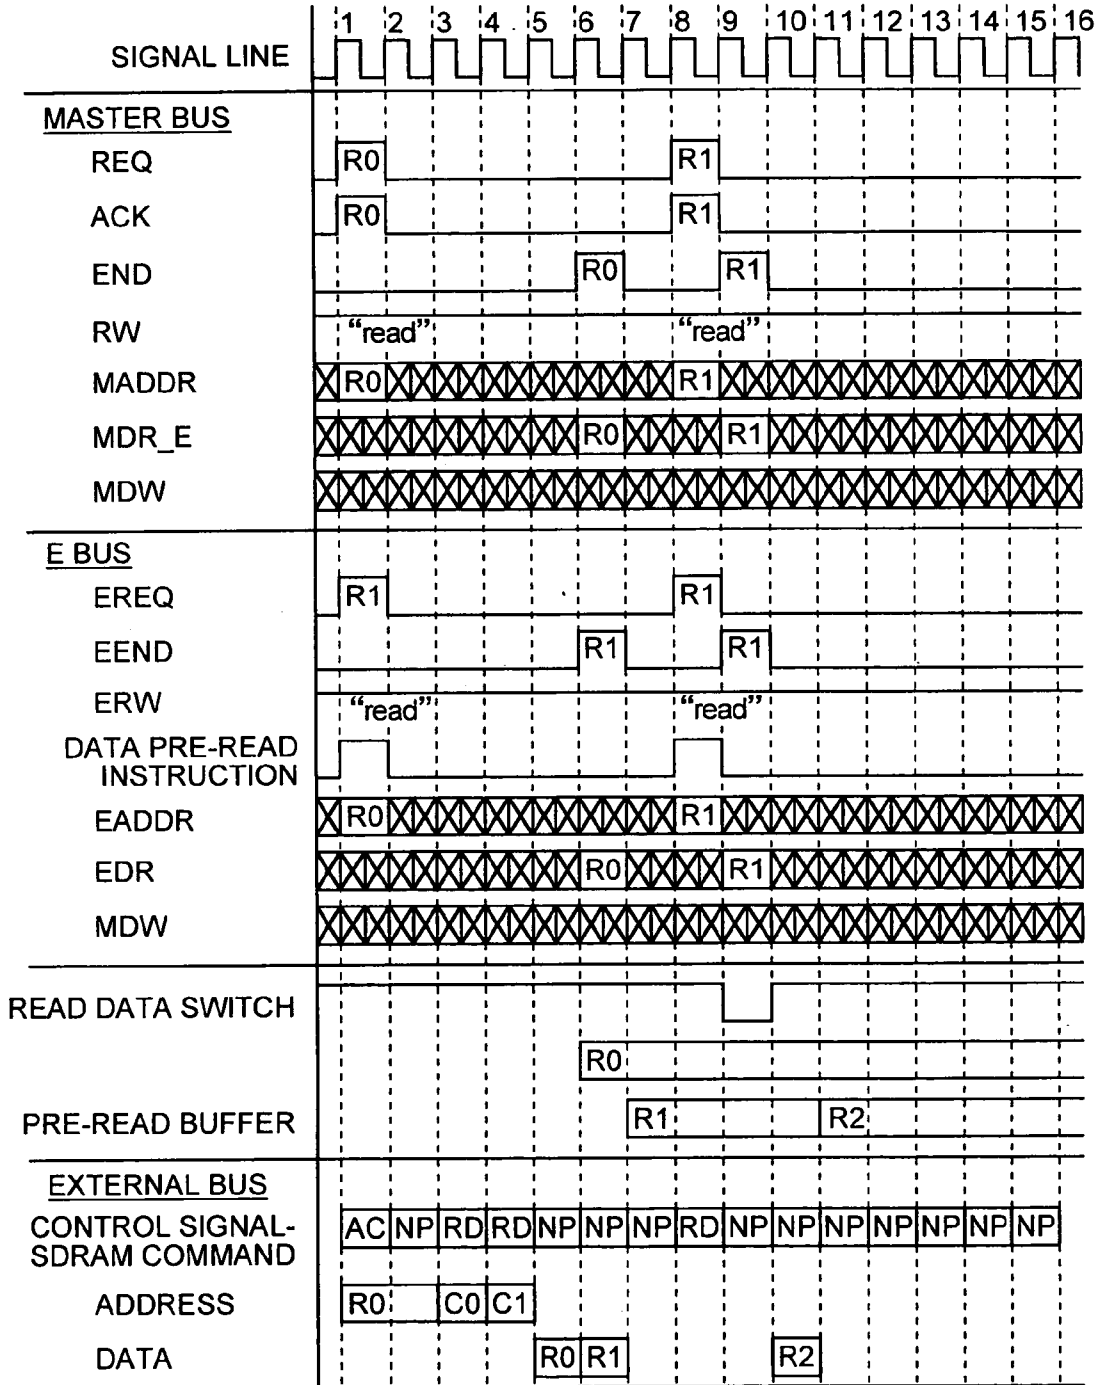 1 2 3 4 5 6 7 8 9 10 11 12 13 14 15 16
SIGNAL LINE
MASTER BUS
REQ R0 R1
ACK R0 R1
END R0 R1
RW "read" "read"
MADDR R0 R1
MDR_E R0 R1
MDW
E BUS
EREQ R1 R1
EEND R1 R1
ERW "read" "read"
DATA PRE-READ
INSTRUCTION
EADDR R0 R1
EDR R0 R1
MDW
READ DATA SWITCH
R0
PRE-READ BUFFER R1 R2
EXTERNAL BUS
CONTROL SIGNAL-
SDRAM COMMAND
AC NP RD RD NP NP NP RD NP NP NP NP NP NP NP
ADDRESS R0 C0 C1
DATA R0 R1 R2